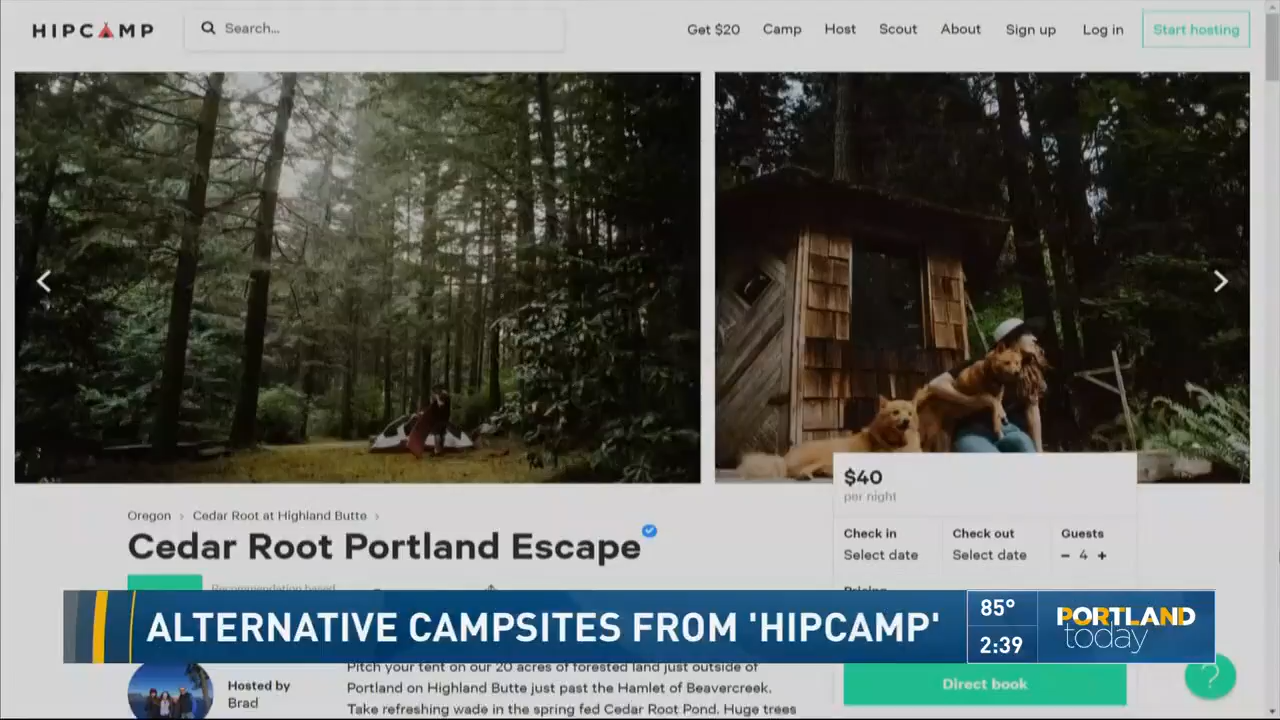 HIPCAMP
Search...
Get $20
Camp
Host
Scout
About
Sign up
Log in
Start hosting
$40
per night
Oregon > Cedar Root at Highland Butte >
Check in
Check out
Guests
Cedar Root Portland Escape
Select date
Select date
- 4 +
Recommendation based
Pricing
ALTERNATIVE CAMPSITES FROM 'HIPCAMP'
85°
2:39
PORTLAND
today
Hosted by
Brad
Pitch your tent on our 20 acres of forested land just outside of
Portland on Highland Butte just past the Hamlet of Beavercreek.
Take refreshing wade in the spring fed Cedar Root Pond. Huge trees
Direct book
?